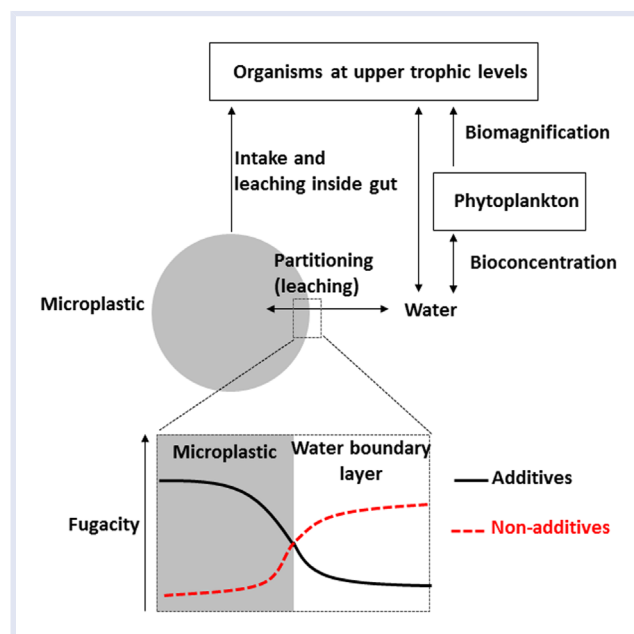 Organisms at upper trophic levels
Biomagnification
Intake and
leaching inside gut
Phytoplankton
Partitioning
(leaching)
Bioconcentration
Microplastic
Water
Microplastic
Water boundary
layer
Fugacity
Additives
Non-additives